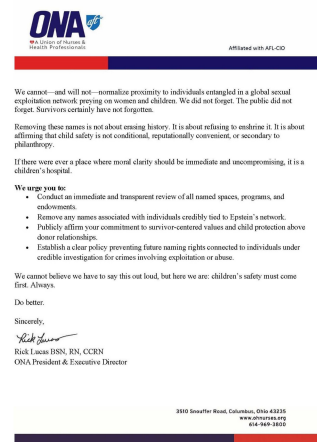 ONA aft
A Union of Nurses &
Health Professionals
Affiliated with AFL-CIO
We cannot—and will not—normalize proximity to individuals entangled in a global sexual
exploitation network preying on women and children. We did not forget. The public did not
forget. Survivors certainly have not forgotten.
Removing these names is not about erasing history. It is about refusing to enshrine it. It is about
affirming that child safety is not conditional, reputationally convenient, or secondary to
philanthropy.
If there ever were a place where moral clarity should be immediate and uncompromising, it is a
children's hospital.
We urge you to:
• Conduct an immediate and transparent review of all named spaces, programs, and
endowments.
• Remove any names associated with individuals credibly tied to Epstein's network.
• Publicly affirm your commitment to survivor-centered values and child protection above
donor relationships.
• Establish a clear policy preventing future naming rights connected to individuals under
credible investigation for crimes involving exploitation or abuse.
We cannot believe we have to say this out loud, but here we are: children's safety must come
first. Always.
Do better.
Sincerely,
Rick Lucas
Rick Lucas BSN, RN, CCRN
ONA President & Executive Director
3510 Snouffer Road, Columbus, Ohio 43235
www.ohnurses.org
614-969-3800